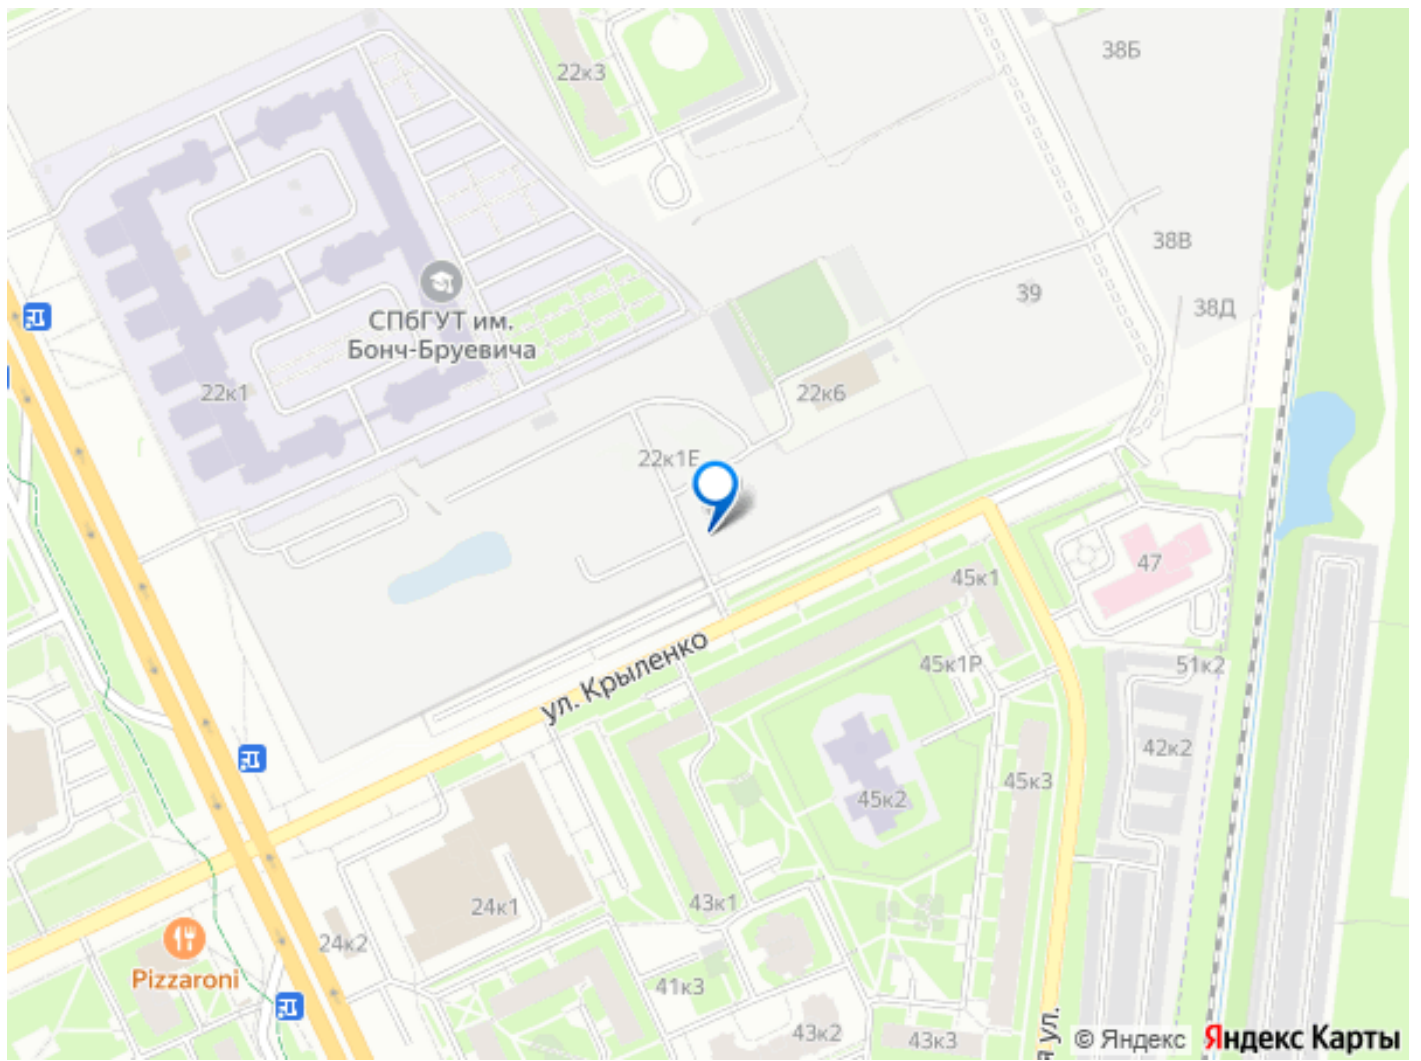 38Б
22к3
38В
39
38Д
СПбГУТ им.
Бонч-Бруевича
22к1
22к6
22к1Е
47
45к1
ул. Крыленко
45к1Р
51к2
42к2
45к3
45к2
24к1
43к1
24к2
Pizzaroni
41к3
43к2
43к3
я ул.
© Яндекс
Яндекс Карты